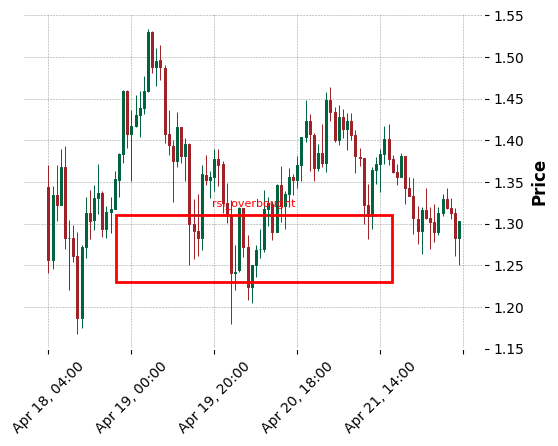 1.55
1.50
1.45
1.40
1.35
rsi_overbought
1.30
1.25
1.20
1.15
Price
Apr 18, 04:00
Apr 19, 00:00
Apr 19, 20:00
Apr 20, 18:00
Apr 21, 14:00